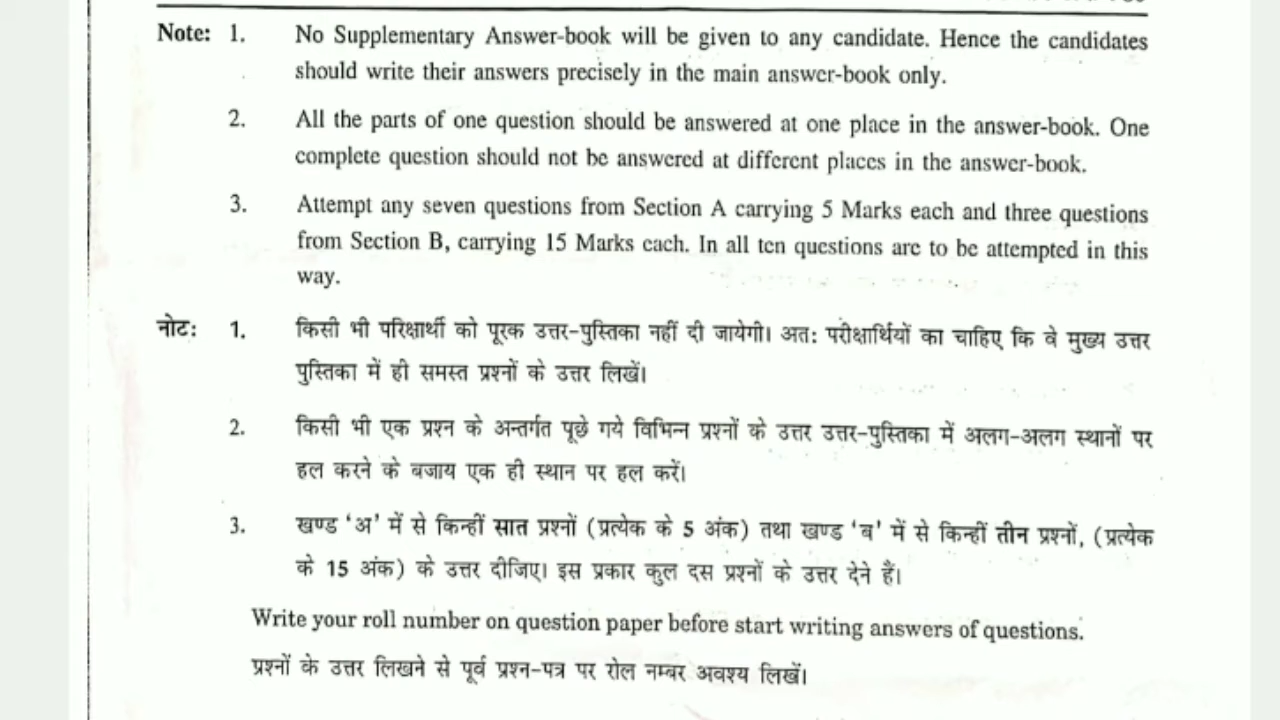 Note: 1. No Supplementary Answer-book will be given to any candidate. Hence the candidates
should write their answers precisely in the main answer-book only.
2. All the parts of one question should be answered at one place in the answer-book. One
complete question should not be answered at different places in the answer-book.
3. Attempt any seven questions from Section A carrying 5 Marks each and three questions
from Section B, carrying 15 Marks each. In all ten questions are to be attempted in this
way.
नोट: 1. किसी भी परिक्षार्थी को पूरक उत्तर-पुस्तिका नहीं दी जायेगी। अत: परीक्षार्थियों का चाहिए कि वे मुख्य उत्तर
पुस्तिका में ही समस्त प्रश्नों के उत्तर लिखें।
2. किसी भी एक प्रश्न के अन्तर्गत पूछे गये विभिन्न प्रश्नों के उत्तर उत्तर-पुस्तिका में अलग-अलग स्थानों पर
हल करने के बजाय एक ही स्थान पर हल करें।
3. खण्ड 'अ' में से किन्हीं सात प्रश्नों (प्रत्येक के 5 अंक) तथा खण्ड 'ब' में से किन्हीं तीन प्रश्नों, (प्रत्येक
के 15 अंक) के उत्तर दीजिए। इस प्रकार कुल दस प्रश्नों के उत्तर देने हैं।
Write your roll number on question paper before start writing answers of questions.
प्रश्नों के उत्तर लिखने से पूर्व प्रश्न-पत्र पर रोल नम्बर अवश्य लिखें।